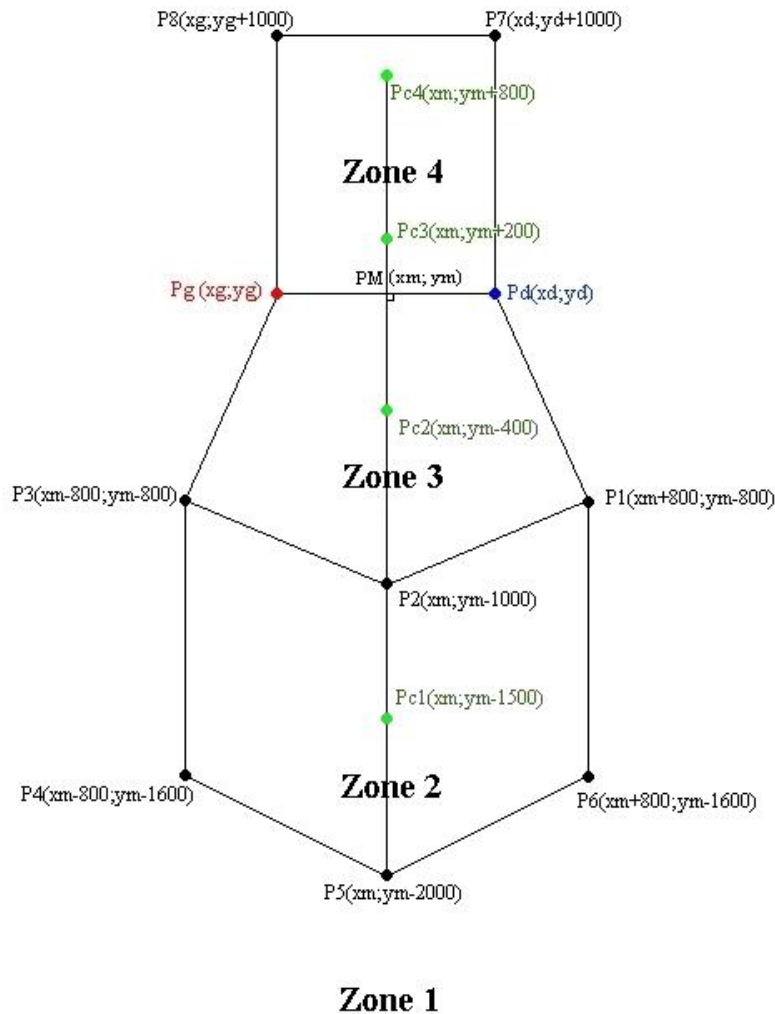 P8(xg;yg+1000) P7(xd;yd+1000)
Pc4(xm;ym+800)
Zone 4
Pc3(xm;ym+200)
PM (xm; ym)
Pg (xg;yg) Pd(xd;yd)
Pc2(xm;ym-400)
Zone 3
P3(xm-800;ym-800) P1(xm+800;ym-800)
P2(xm;ym-1000)
Pc1(xm;ym-1500)
Zone 2
P4(xm-800;ym-1600) P6(xm+800;ym-1600)
P5(xm;ym-2000)
Zone 1